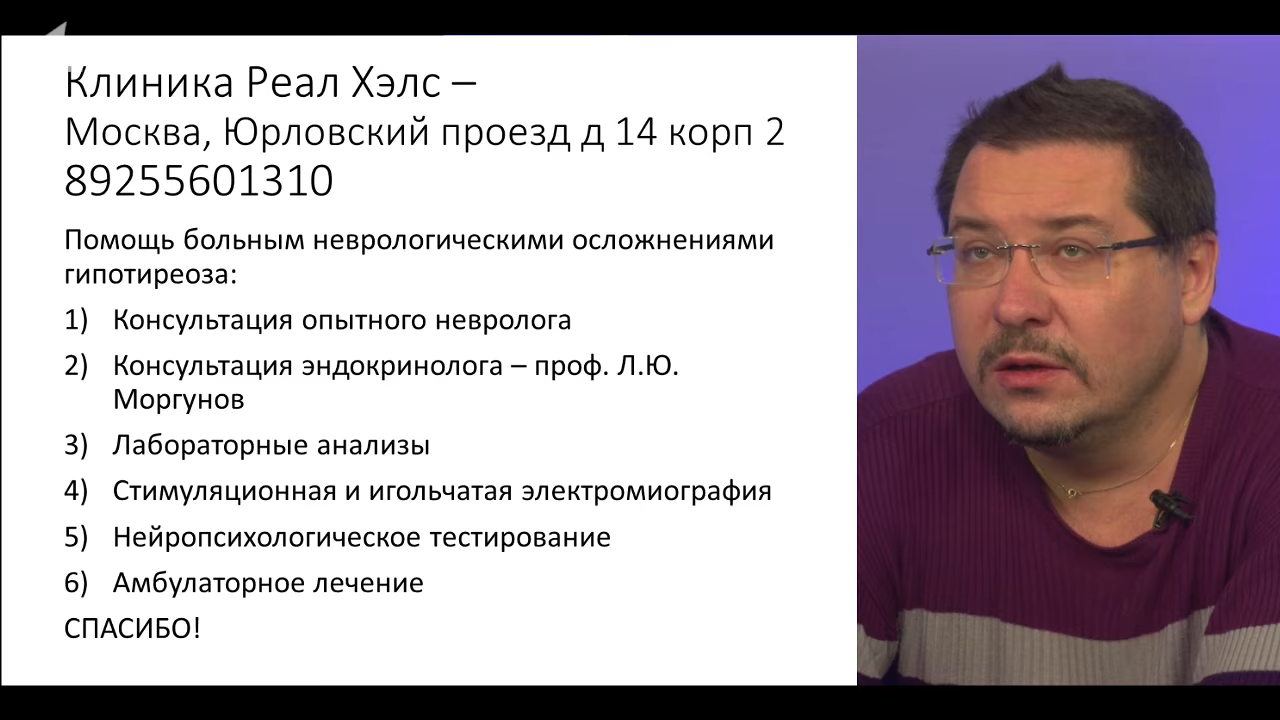 Клиника Реал Хэлс –
Москва, Юрловский проезд д 14 корп 2
89255601310
Помощь больным неврологическими осложнениями
гипотиреоза:
1) Консультация опытного невролога
2) Консультация эндокринолога – проф. Л.Ю.
Моргунов
3) Лабораторные анализы
4) Стимуляционная и игольчатая электромиография
5) Нейропсихологическое тестирование
6) Амбулаторное лечение
СПАСИБО!